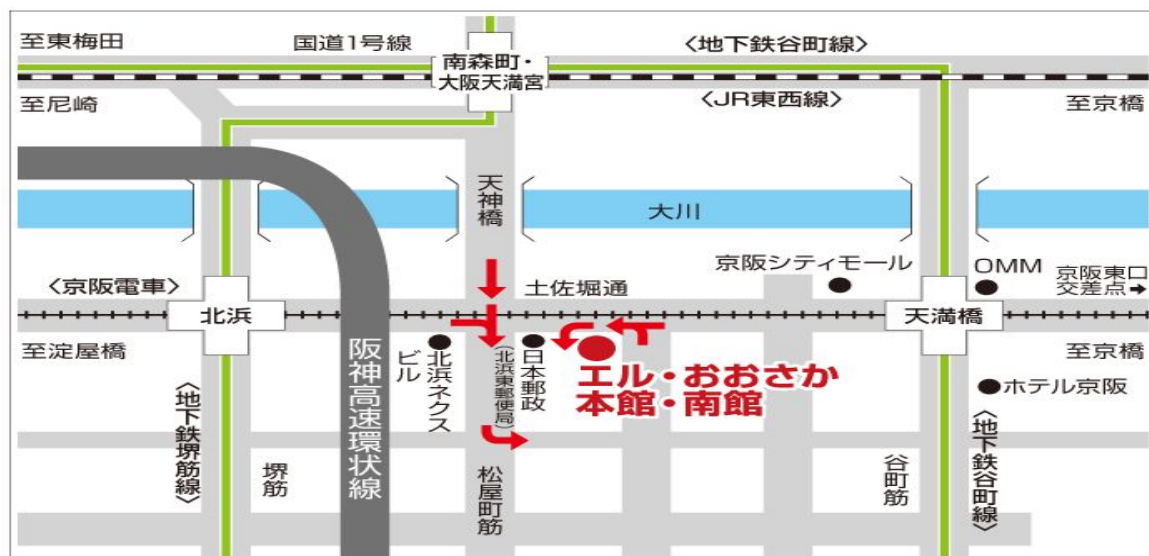 至東梅田
国道1号線
〈地下鉄谷町線〉
南森町・
大阪天満宮
至尼崎
〈JR東西線〉
至京橋
天神橋
大川
京阪シティモール
OMM
京阪東口
交差点➡
〈京阪電車〉
土佐堀通
北浜
天満橋
至淀屋橋
阪神高速環状線
北浜ネクス
ビル
(北浜東郵便局)
日本郵政
エル・おおさか
本館・南館
至京橋
ホテル京阪
〈地下鉄堺筋線〉
堺筋
松屋町筋
谷町筋
〈地下鉄谷町線〉